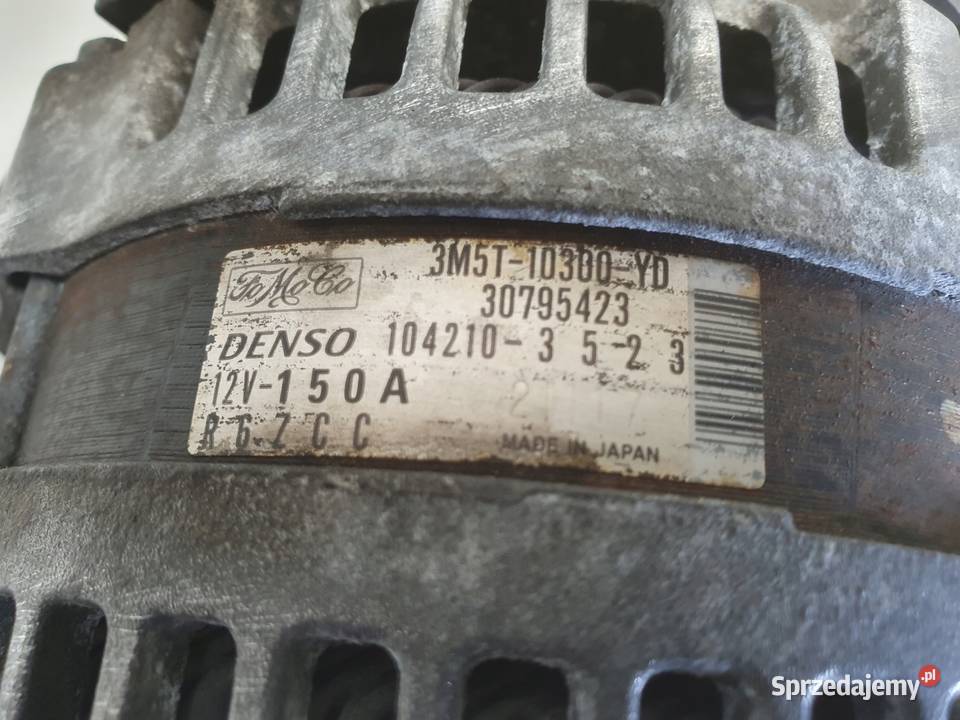 3M5T-10300-YD
FoMoCo
30795423
DENSO 104210-3523
12V-150A
R6ZCC
MADE IN JAPAN
Sprzedajemy.pl